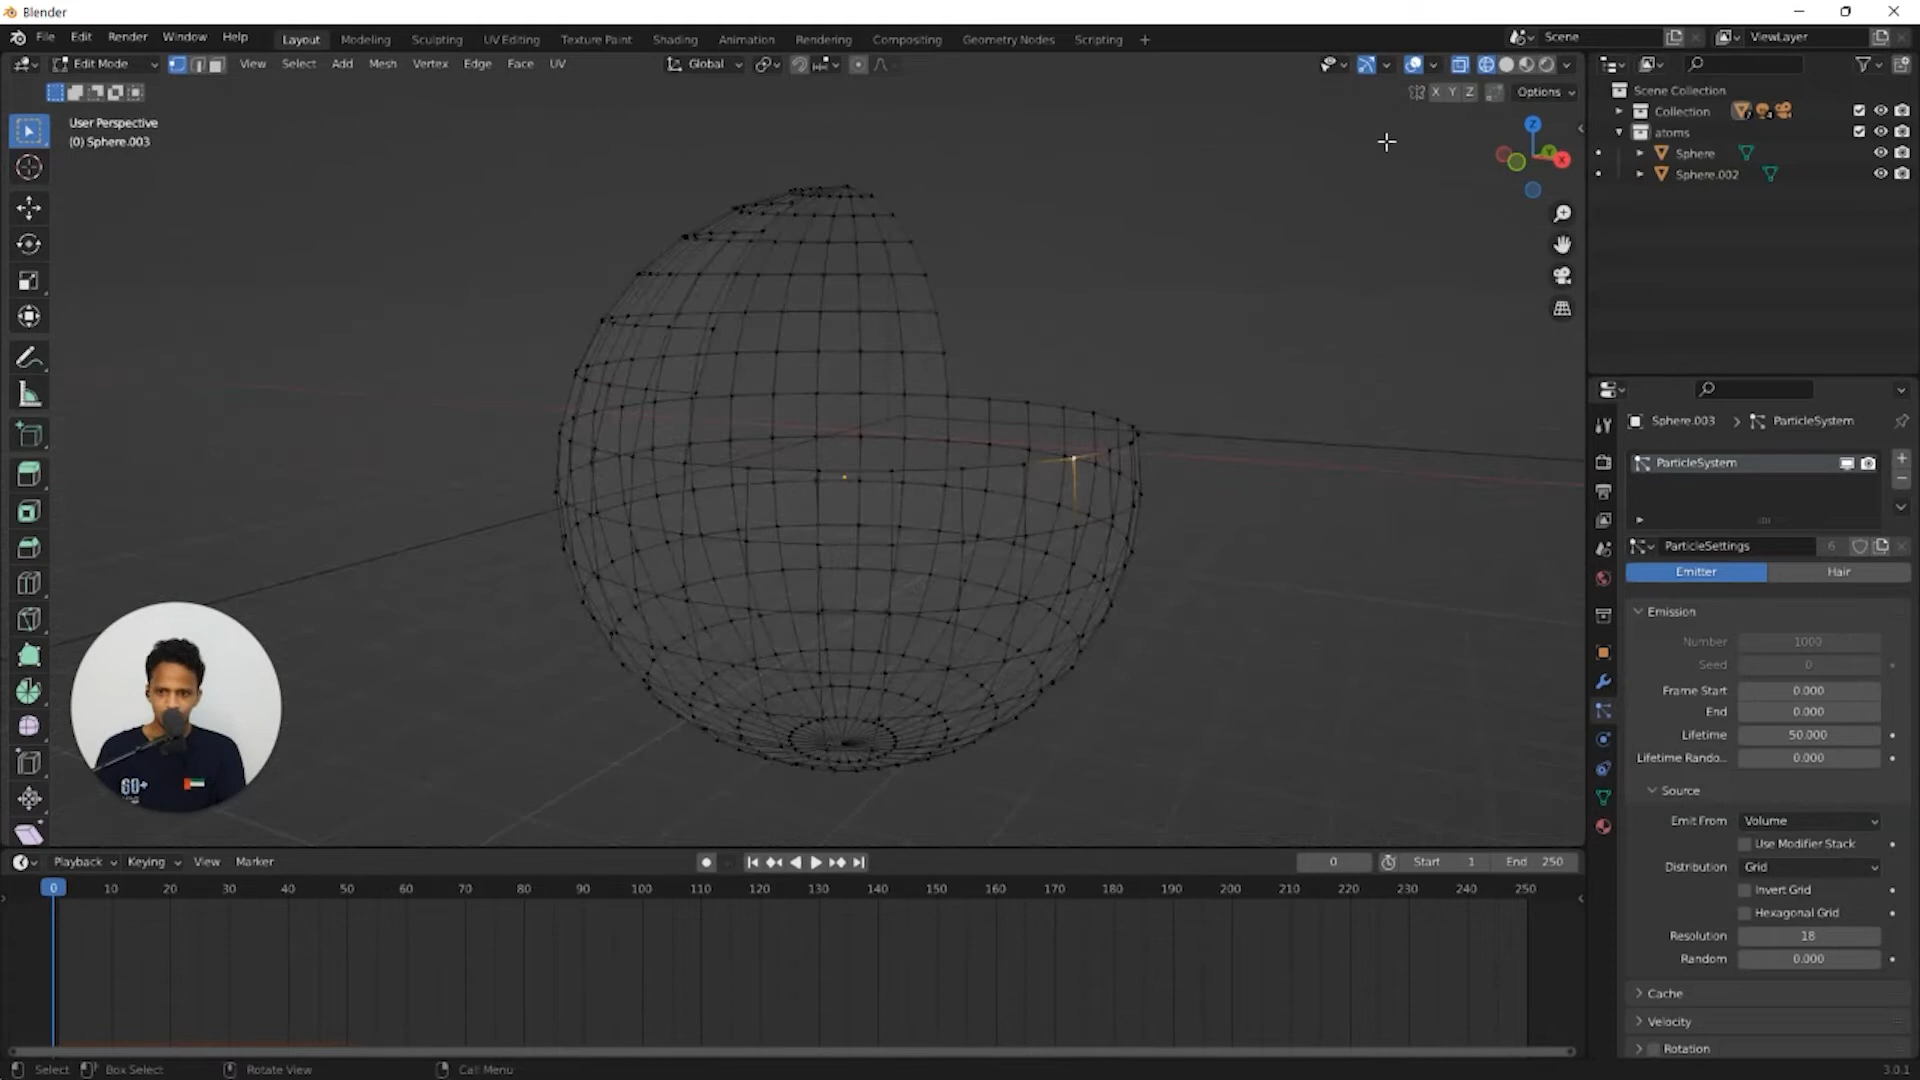 Blender
File Edit Render Window Help Layout Modeling Sculpting UV Editing Texture Paint Shading Animation Rendering Compositing Geometry Nodes Scripting + Scene ViewLayer
Edit Mode View Select Add Mesh Vertex Edge Face UV Global
X Y Z Options
User Perspective
(0) Sphere.003
Z
Y
X
Scene Collection
Collection
atoms
Sphere
Sphere.002
Sphere.003 > ParticleSystem
ParticleSystem
ParticleSettings 6
Emitter Hair
Emission
Number 1000
Seed 0
Frame Start 0.000
End 0.000
Lifetime 50.000
Lifetime Rando... 0.000
Source
Emit From Volume
Use Modifier Stack
Distribution Grid
Invert Grid
Hexagonal Grid
Resolution 18
Random 0.000
Cache
Velocity
Rotation
60+
Playback Keying View Marker 0 Start 1 End 250
0 10 20 30 40 50 60 70 80 90 100 110 120 130 140 150 160 170 180 190 200 210 220 230 240 250
Select Box Select Rotate View Call Menu 3.0.1